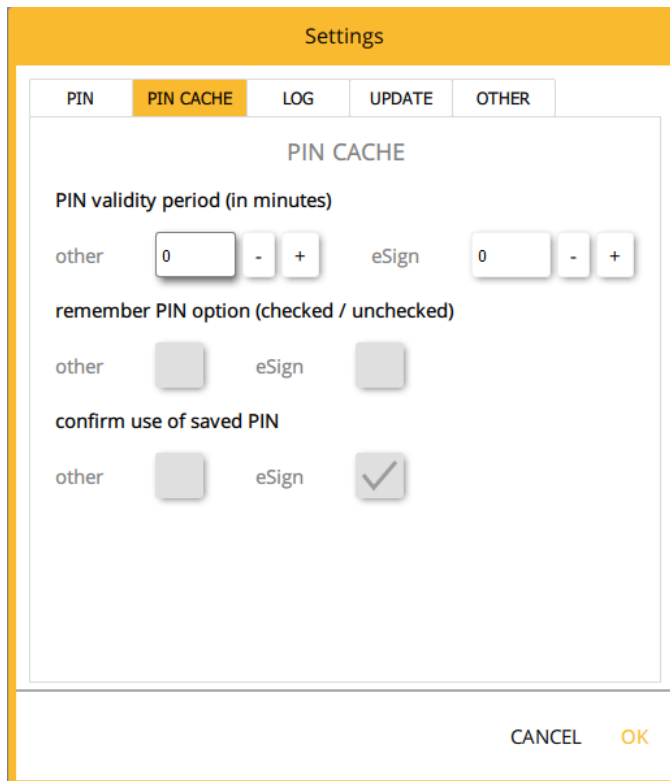 Settings
PIN PIN CACHE LOG UPDATE OTHER
PIN CACHE
PIN validity period (in minutes)
other 0 - + eSign 0 - +
remember PIN option (checked / unchecked)
other eSign
confirm use of saved PIN
other eSign
CANCEL OK